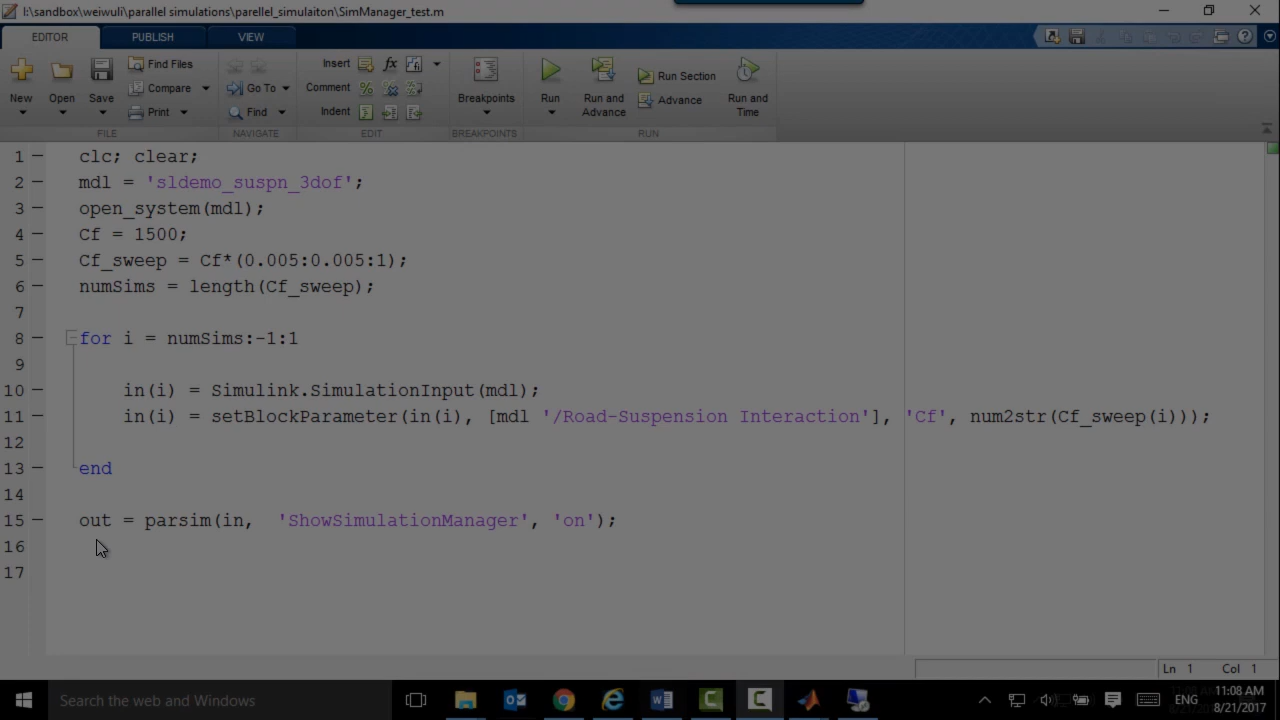 I:\sandbox\weiwuli\parallel simulations\parellel_simulaiton\SimManager_test.m
EDITOR PUBLISH VIEW
New Open Save Find Files Compare Print
Go To Find
Insert fx
Comment %
Indent
Breakpoints
Run Run and Advance Run Section Advance Run and Time
FILE NAVIGATE EDIT BREAKPOINTS RUN
1 clc; clear;
2 mdl = 'sldemo_suspn_3dof';
3 open_system(mdl);
4 Cf = 1500;
5 Cf_sweep = Cf*(0.005:0.005:1);
6 numSims = length(Cf_sweep);
7
8 for i = numSims:-1:1
9
10 in(i) = Simulink.SimulationInput(mdl);
11 in(i) = setBlockParameter(in(i), [mdl '/Road-Suspension Interaction'], 'Cf', num2str(Cf_sweep(i)));
12
13 end
14
15 out = parsim(in,  'ShowSimulationManager', 'on');
16
17
Ln 1 Col 1
Search the web and Windows
ENG
11:08 AM
8/21/2017